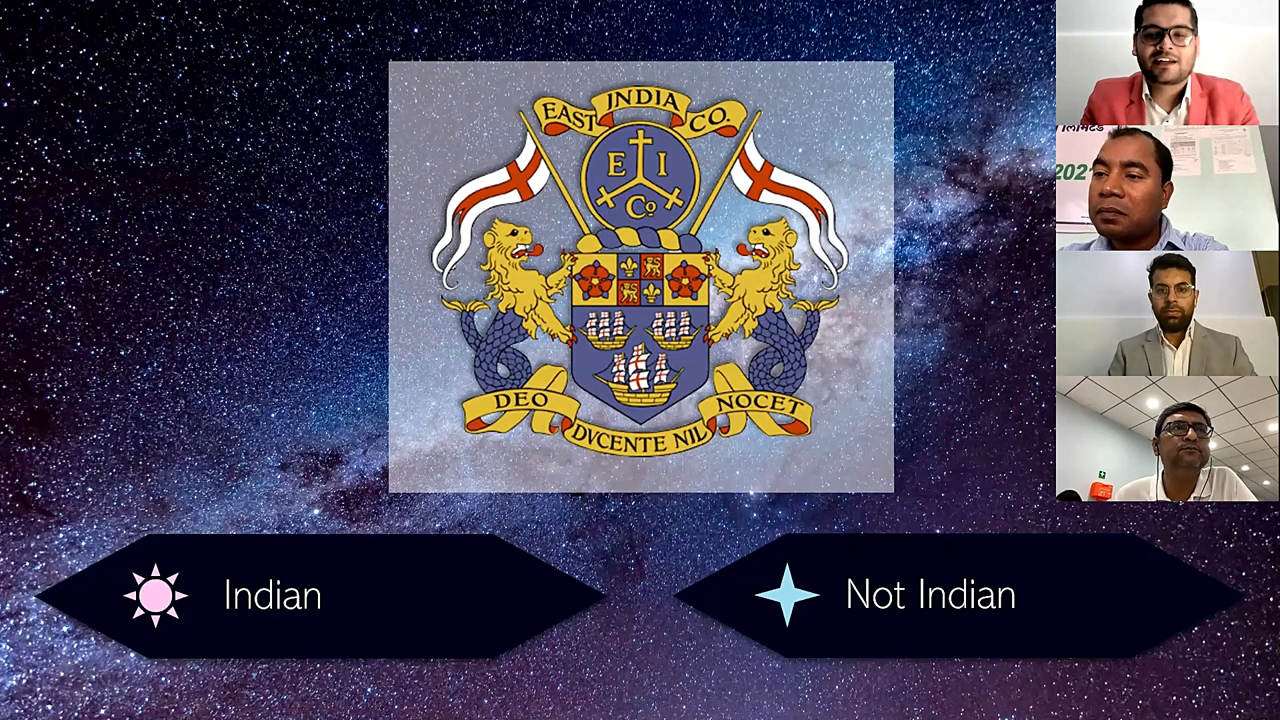 EAST INDIA CO.
E I
Co
DEO DVCENTE NIL NOCET
लिमिटेड
Indian
Not Indian